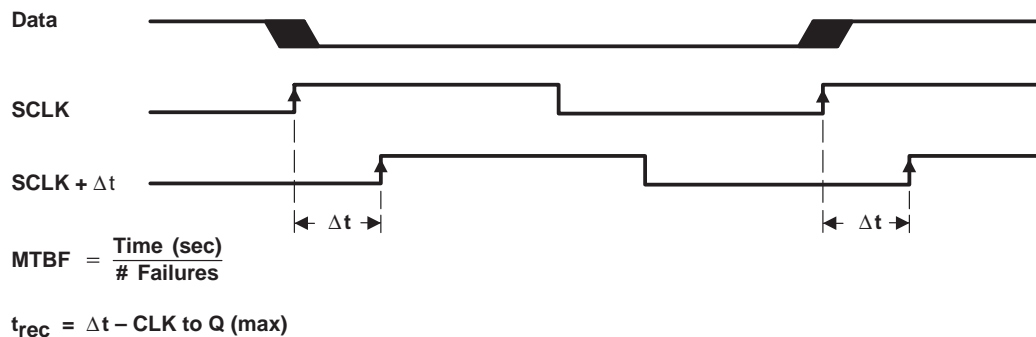 Data
SCLK
SCLK + Δt
Δt
Δt
MTBF = Time (sec)
# Failures
trec = Δt – CLK to Q (max)